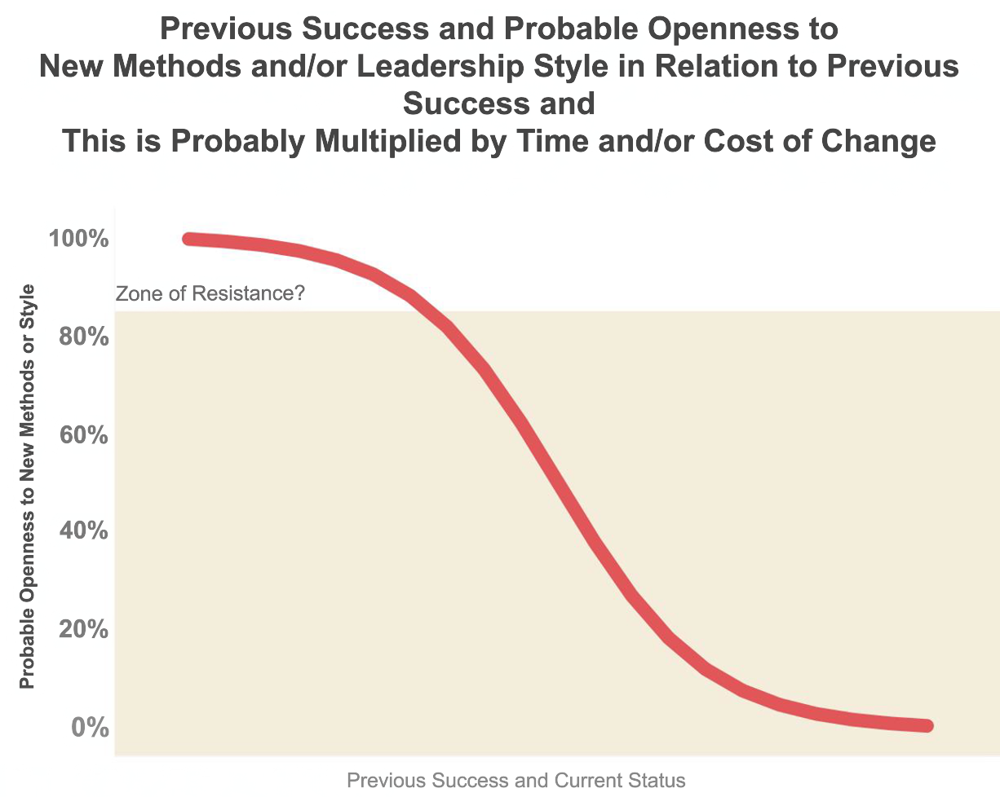 Previous Success and Probable Openness to
New Methods and/or Leadership Style in Relation to Previous
Success and
This is Probably Multiplied by Time and/or Cost of Change
100%
Zone of Resistance?
80%
60%
40%
20%
0%
Probable Openness to New Methods or Style
Previous Success and Current Status